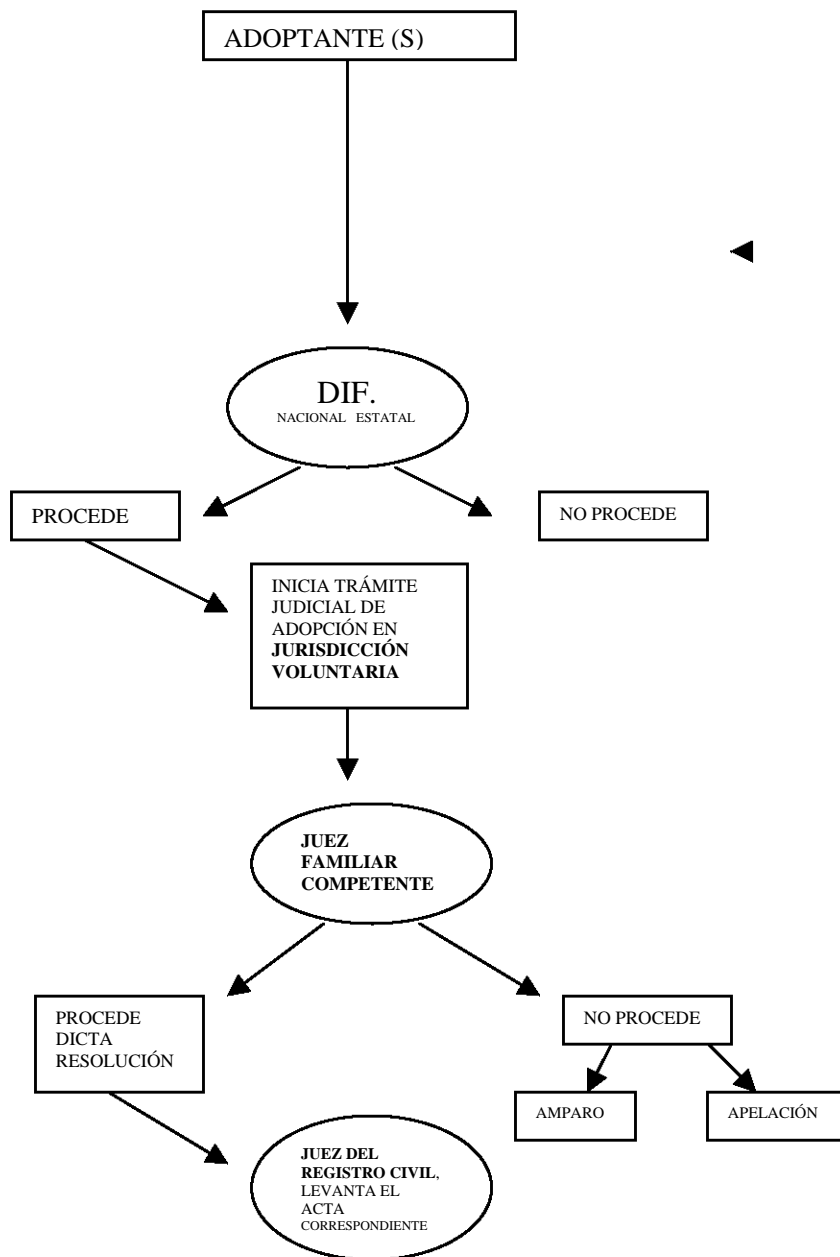 ADOPTANTE (S)
DIF.
NACIONAL ESTATAL
PROCEDE
NO PROCEDE
INICIA TRÁMITE
JUDICIAL DE
ADOPCIÓN EN
JURISDICCIÓN
VOLUNTARIA
JUEZ
FAMILIAR
COMPETENTE
PROCEDE
DICTA
RESOLUCIÓN
NO PROCEDE
AMPARO
APELACIÓN
JUEZ DEL
REGISTRO CIVIL,
LEVANTA EL
ACTA
CORRESPONDIENTE